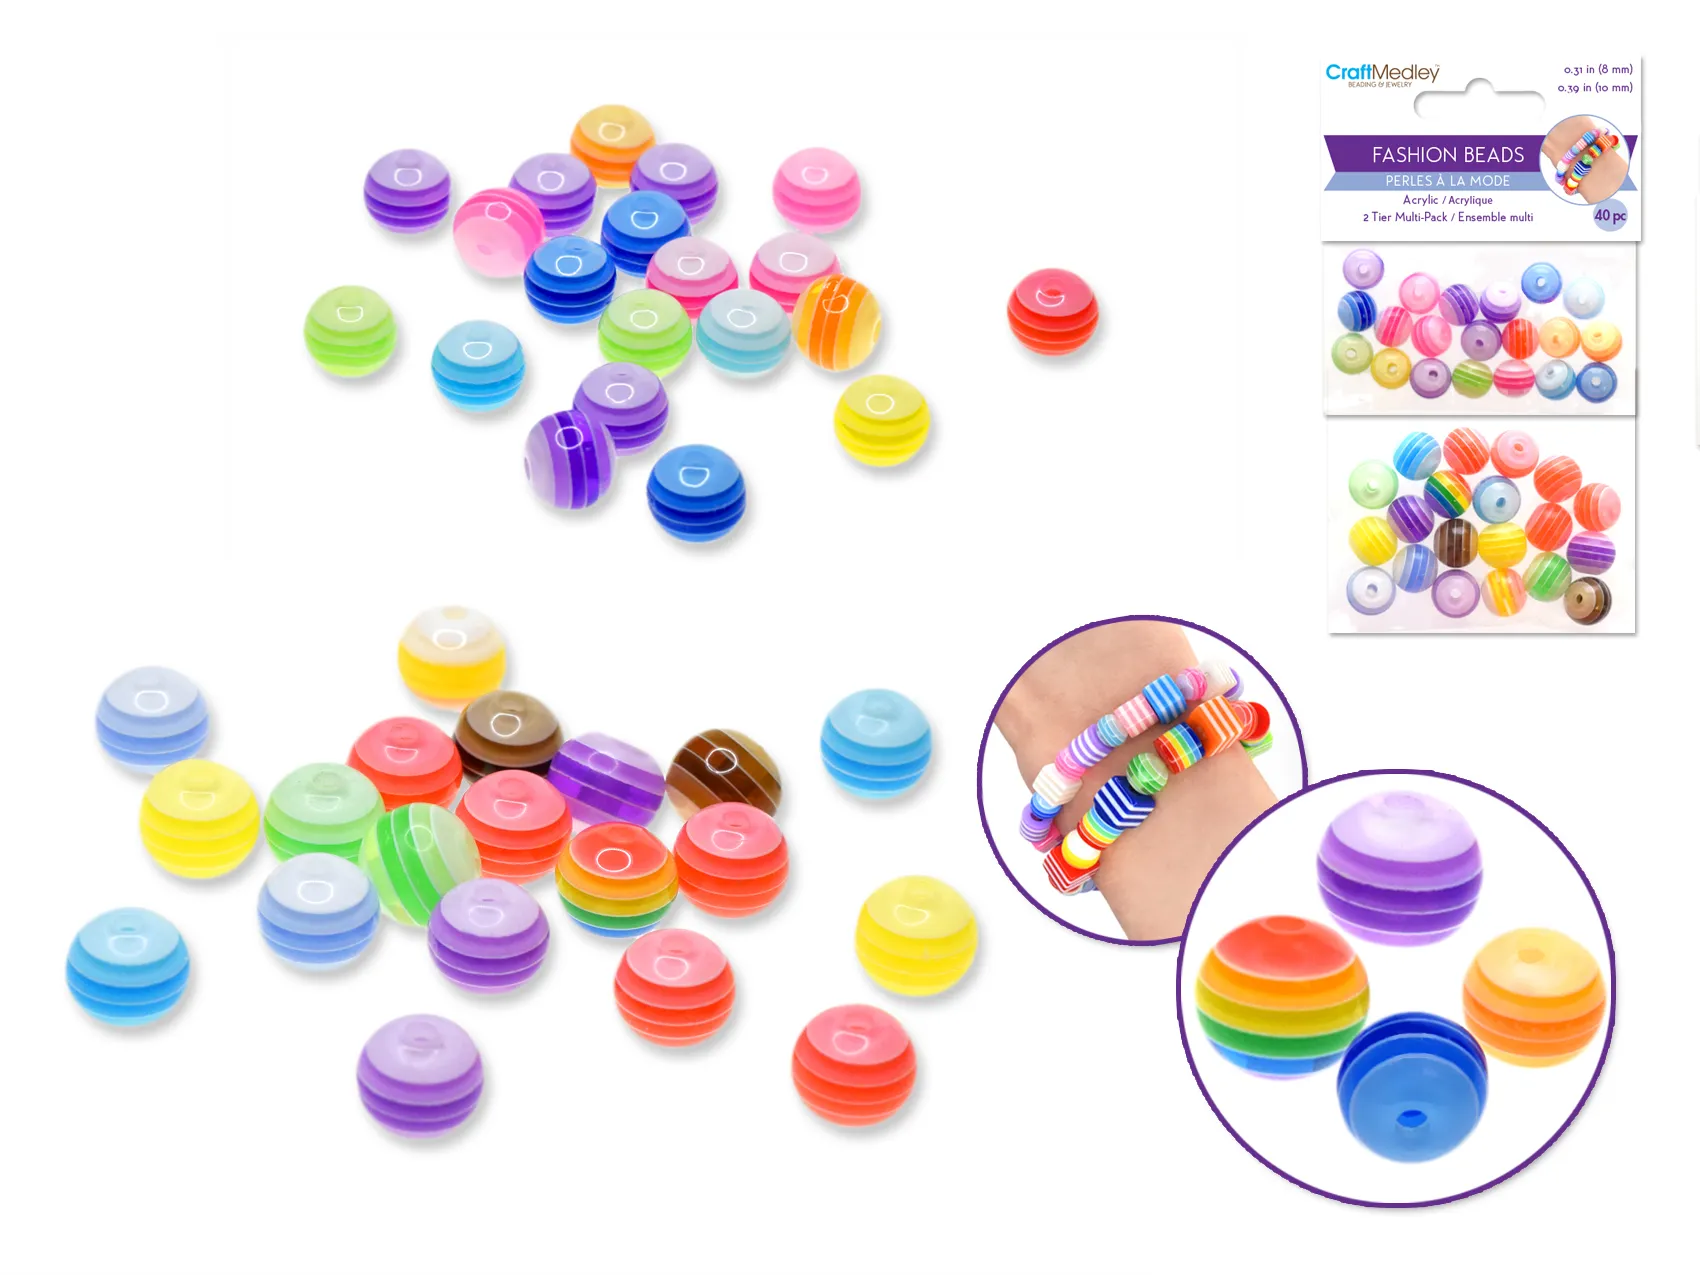 CraftMedley™
BEADING & JEWELRY
0.31 in (8 mm)
0.39 in (10 mm)
FASHION BEADS
PERLES À LA MODE
Acrylic / Acrylique
2 Tier Multi-Pack / Ensemble multi
40 pc